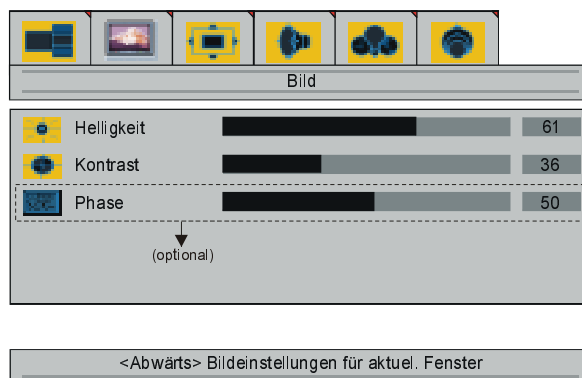 Bild
Helligkeit 61
Kontrast 36
Phase 50
(optional)
<Abwärts> Bildeinstellungen für aktuel. Fenster